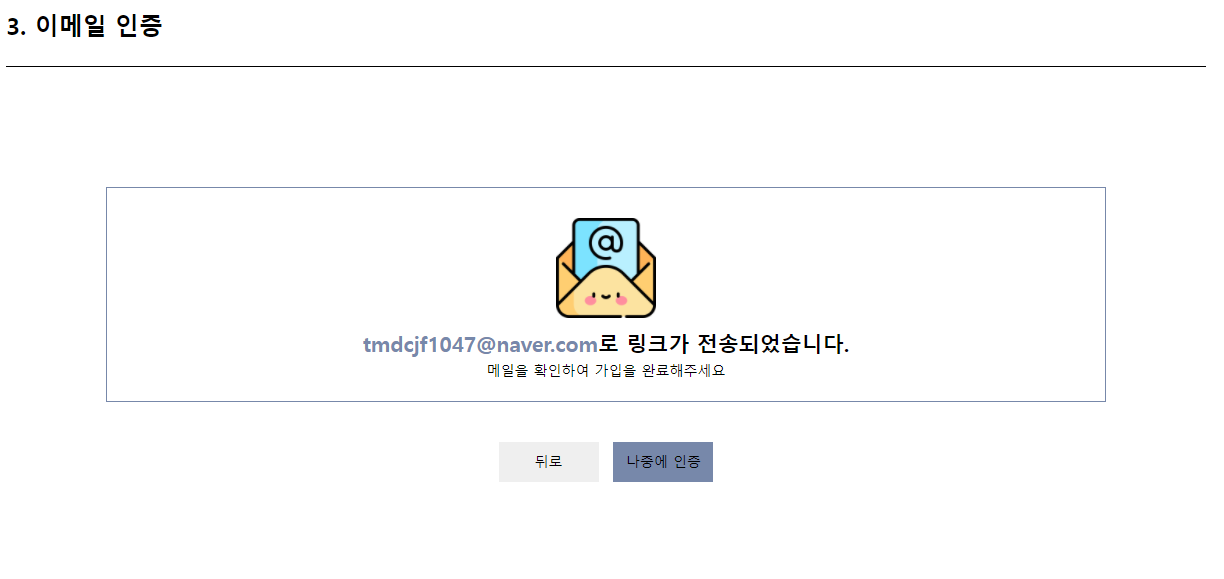 3. 이메일 인증
@
tmdcjf1047@naver.com로 링크가 전송되었습니다.
메일을 확인하여 가입을 완료해주세요
뒤로
나중에 인증